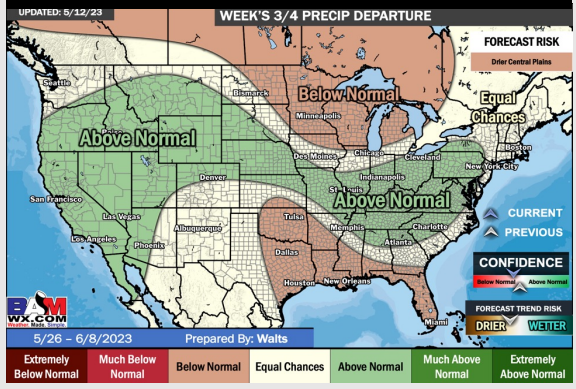 UPDATED: 5/12/23
WEEK'S 3/4 PRECIP DEPARTURE
FORECAST RISK
Drier Central Plains
Seattle
Bismarck
Below Normal
Equal
Chances
Minneapolis
Boise
Above Normal
Boston
Des Moines
Chicago
Cleveland
New York City
Denver
Indianapolis
San Francisco
St. Louis
Above Normal
CURRENT
Las Vegas
Tulsa
Memphis
Charlotte
PREVIOUS
Los Angeles
Phoenix
Albuquerque
Atlanta
Dallas
CONFIDENCE
Below Normal
Above Normal
Houston
New Orleans
BAM
WX.COM
Weather. Made. Simple.
FORECAST TREND RISK
DRIER
WETTER
Miami
5/26 – 6/8/2023
Prepared By: Walts
Extremely
Below Normal
Much Below
Normal
Below Normal
Equal Chances
Above Normal
Much Above
Normal
Extremely
Above Normal